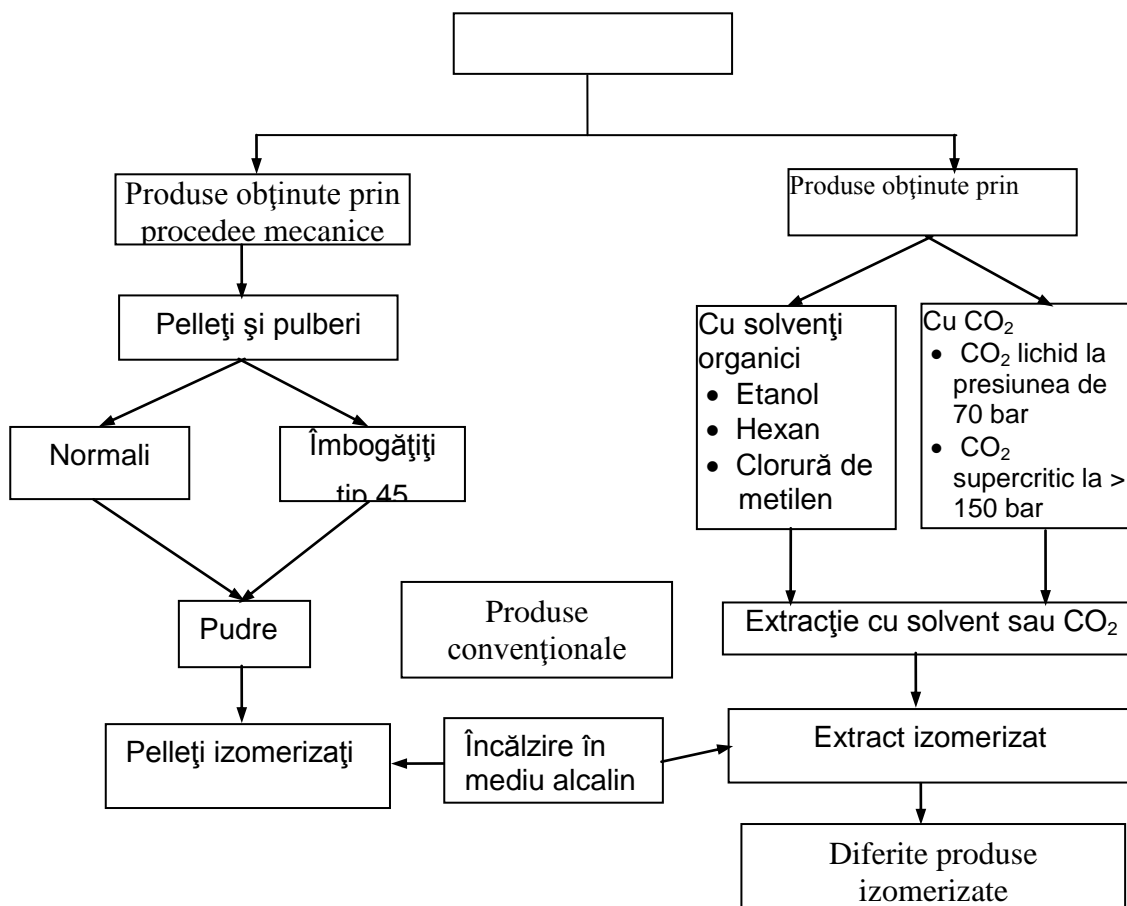 Produse obţinute prin
procedee mecanice
Produse obţinute prin
Pelleţi şi pulberi
Cu solvenţi
organici
• Etanol
• Hexan
• Clorură de
metilen
Cu CO₂
• CO₂ lichid la
presiunea de
70 bar
• CO₂
supercritic la >
150 bar
Normali
Îmbogăţiţi
tip 45
Pudre
Produse
convenţionale
Extracţie cu solvent sau CO₂
Pelleţi izomerizaţi
Încălzire în
mediu alcalin
Extract izomerizat
Diferite produse
izomerizate